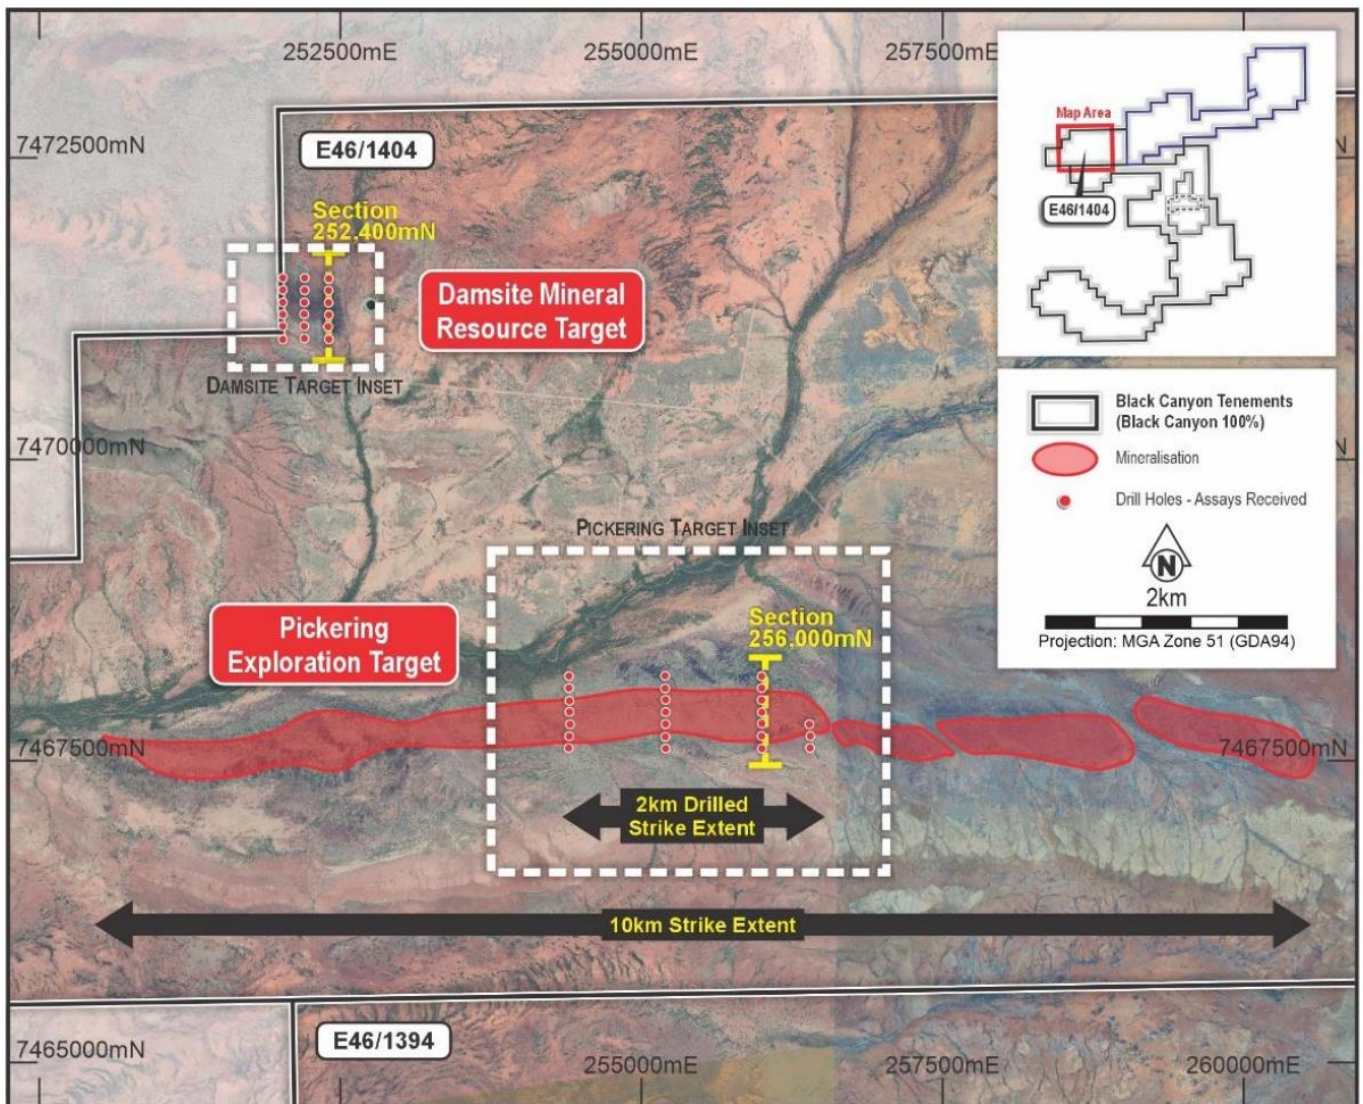 252500mE
255000mE
257500mE
7472500mN
E46/1404
Section
252,400mN
Damsite Mineral
Resource Target
DAMSITE TARGET INSET
7470000mN
Map Area
E46/1404
N
Black Canyon Tenements
(Black Canyon 100%)
Mineralisation
N
Drill Holes - Assays Received
N
2km
Projection: MGA Zone 51 (GDA94)
PICKERING TARGET INSET
Pickering
Exploration Target
Section
256,000mN
7467500mN
7467500mN
2km Drilled
Strike Extent
10km Strike Extent
E46/1394
7465000mN
255000mE
257500mE
260000mE